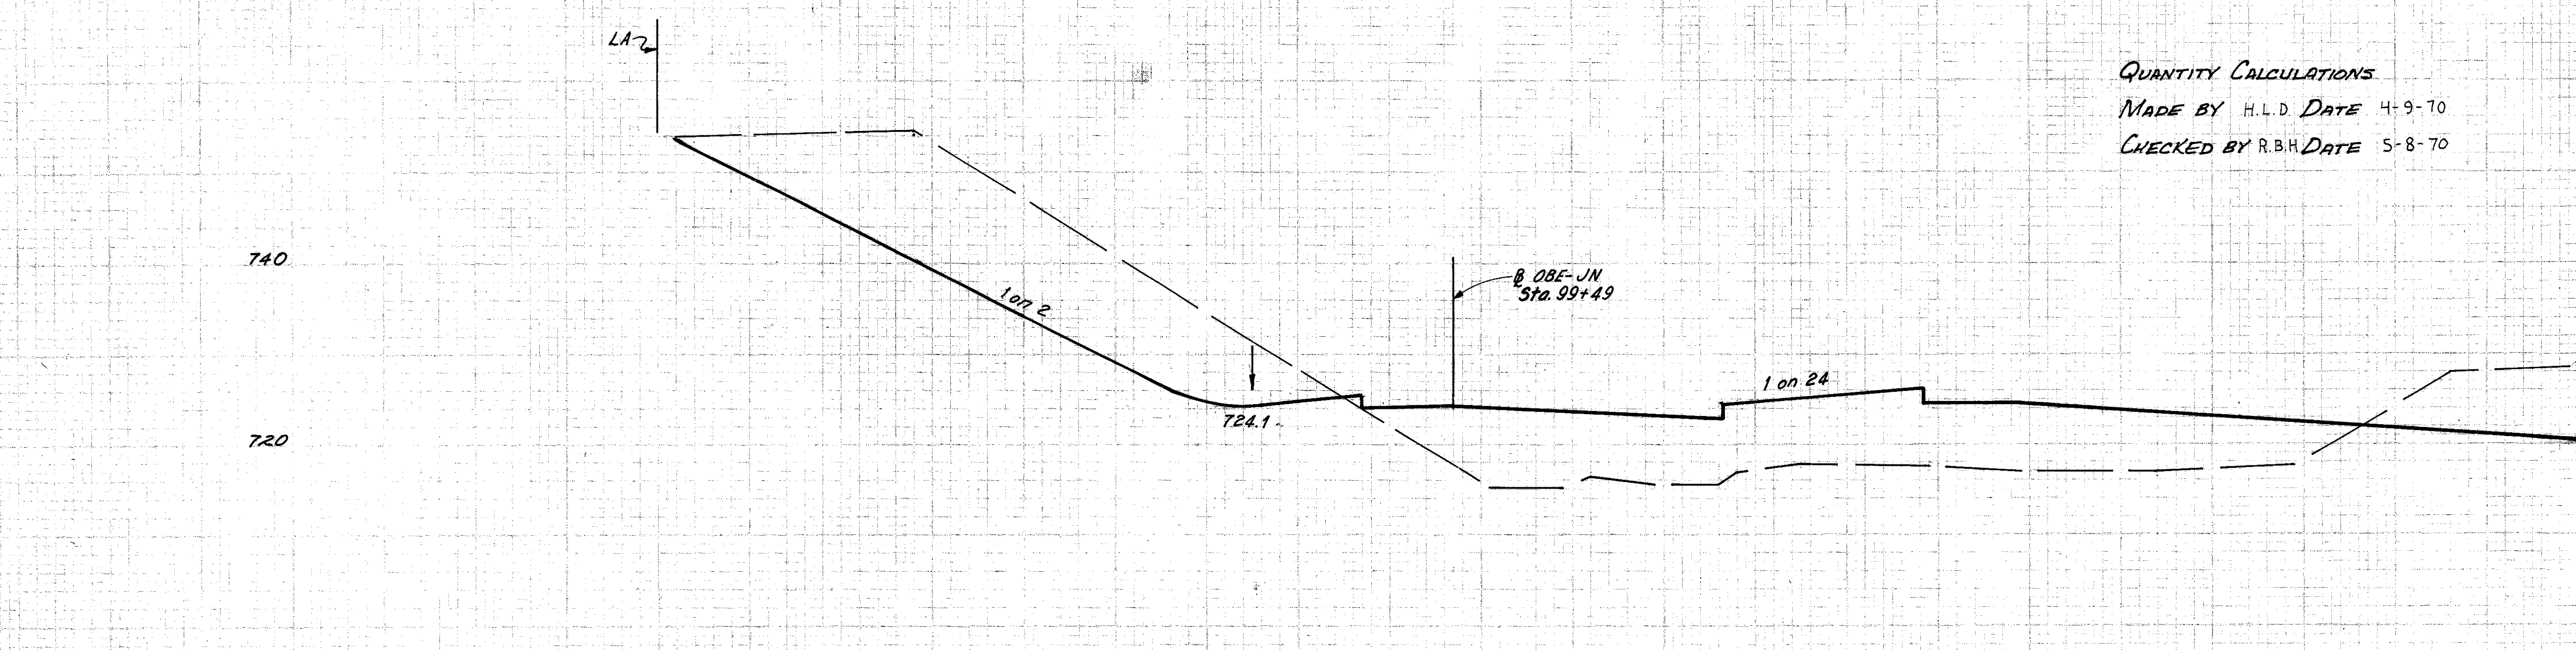 LA
QUANTITY CALCULATIONS
MADE BY H.L.D DATE 4-9-70
CHECKED BY R.B.H DATE 5-8-70
740
℄ OBE-JN
Sta. 99+49
1 on 2
1 on 24
724.1
720